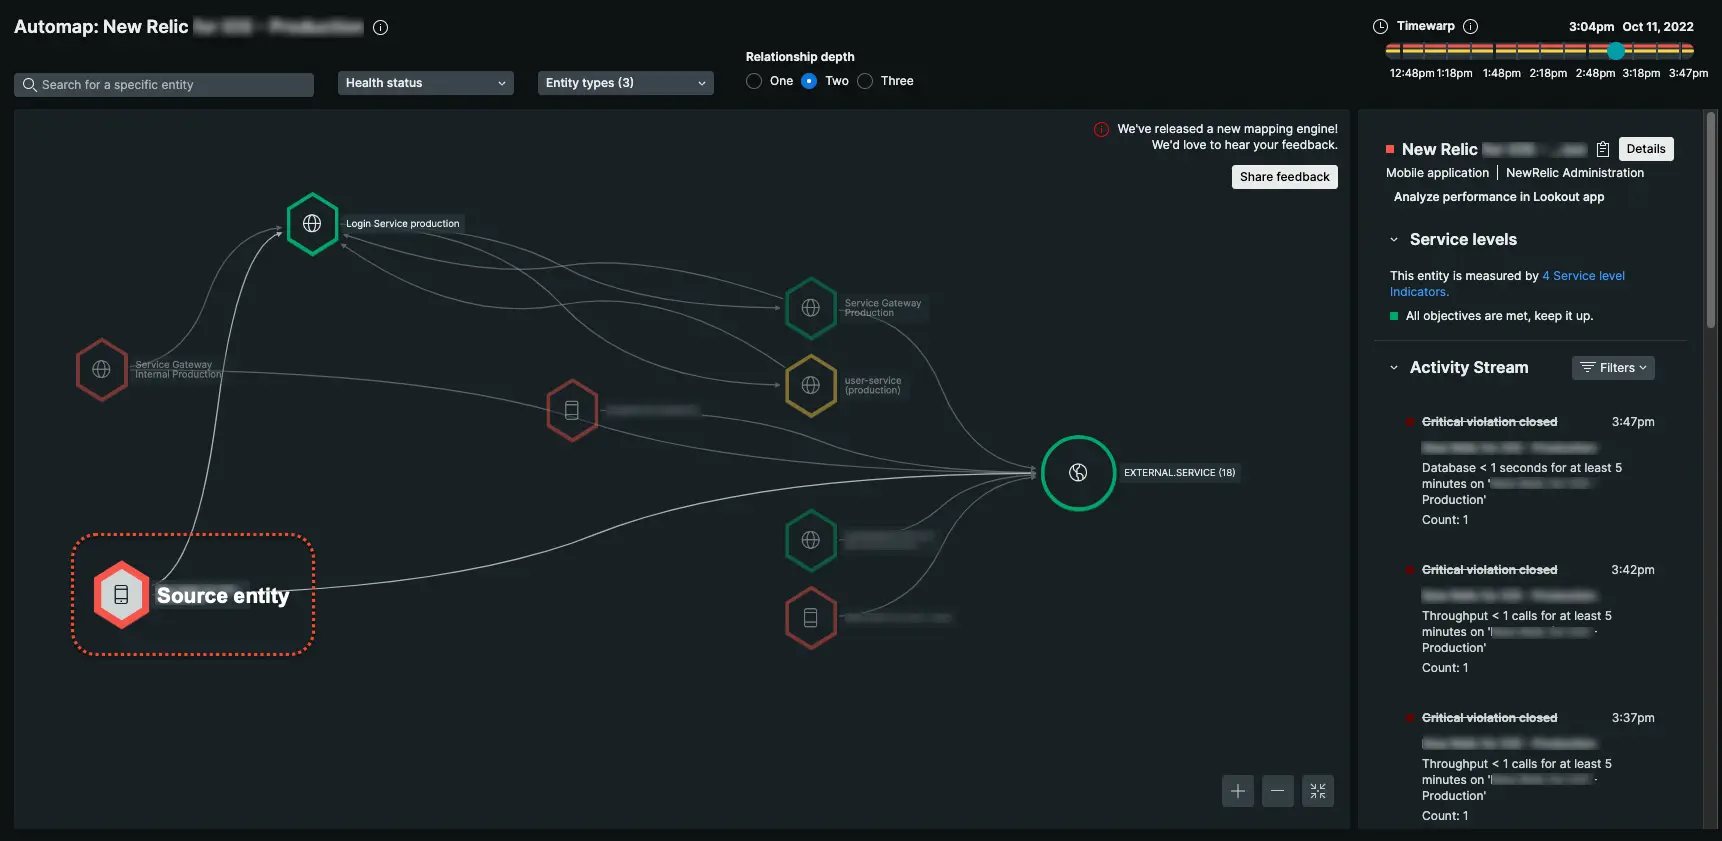 Automap: New Relic
Timewarp
3:04pm Oct 11, 2022
12:48pm 1:18pm 1:48pm 2:18pm 2:48pm 3:18pm 3:47pm
Search for a specific entity
Health status
Entity types (3)
Relationship depth
One Two Three
We've released a new mapping engine!
We'd love to hear your feedback.
Share feedback
Login Service production
Service Gateway
Production
Service Gateway
Internal Production
user-service
(production)
EXTERNAL.SERVICE (18)
Source entity
New Relic
Details
Mobile application | NewRelic Administration
Analyze performance in Lookout app
Service levels
This entity is measured by 4 Service level
Indicators.
All objectives are met, keep it up.
Activity Stream
Filters
Critical violation closed 3:47pm
Database < 1 seconds for at least 5
minutes on '
Production'
Count: 1
Critical violation closed 3:42pm
Throughput < 1 calls for at least 5
minutes on ' -
Production'
Count: 1
Critical violation closed 3:37pm
Throughput < 1 calls for at least 5
minutes on ' -
Production'
Count: 1